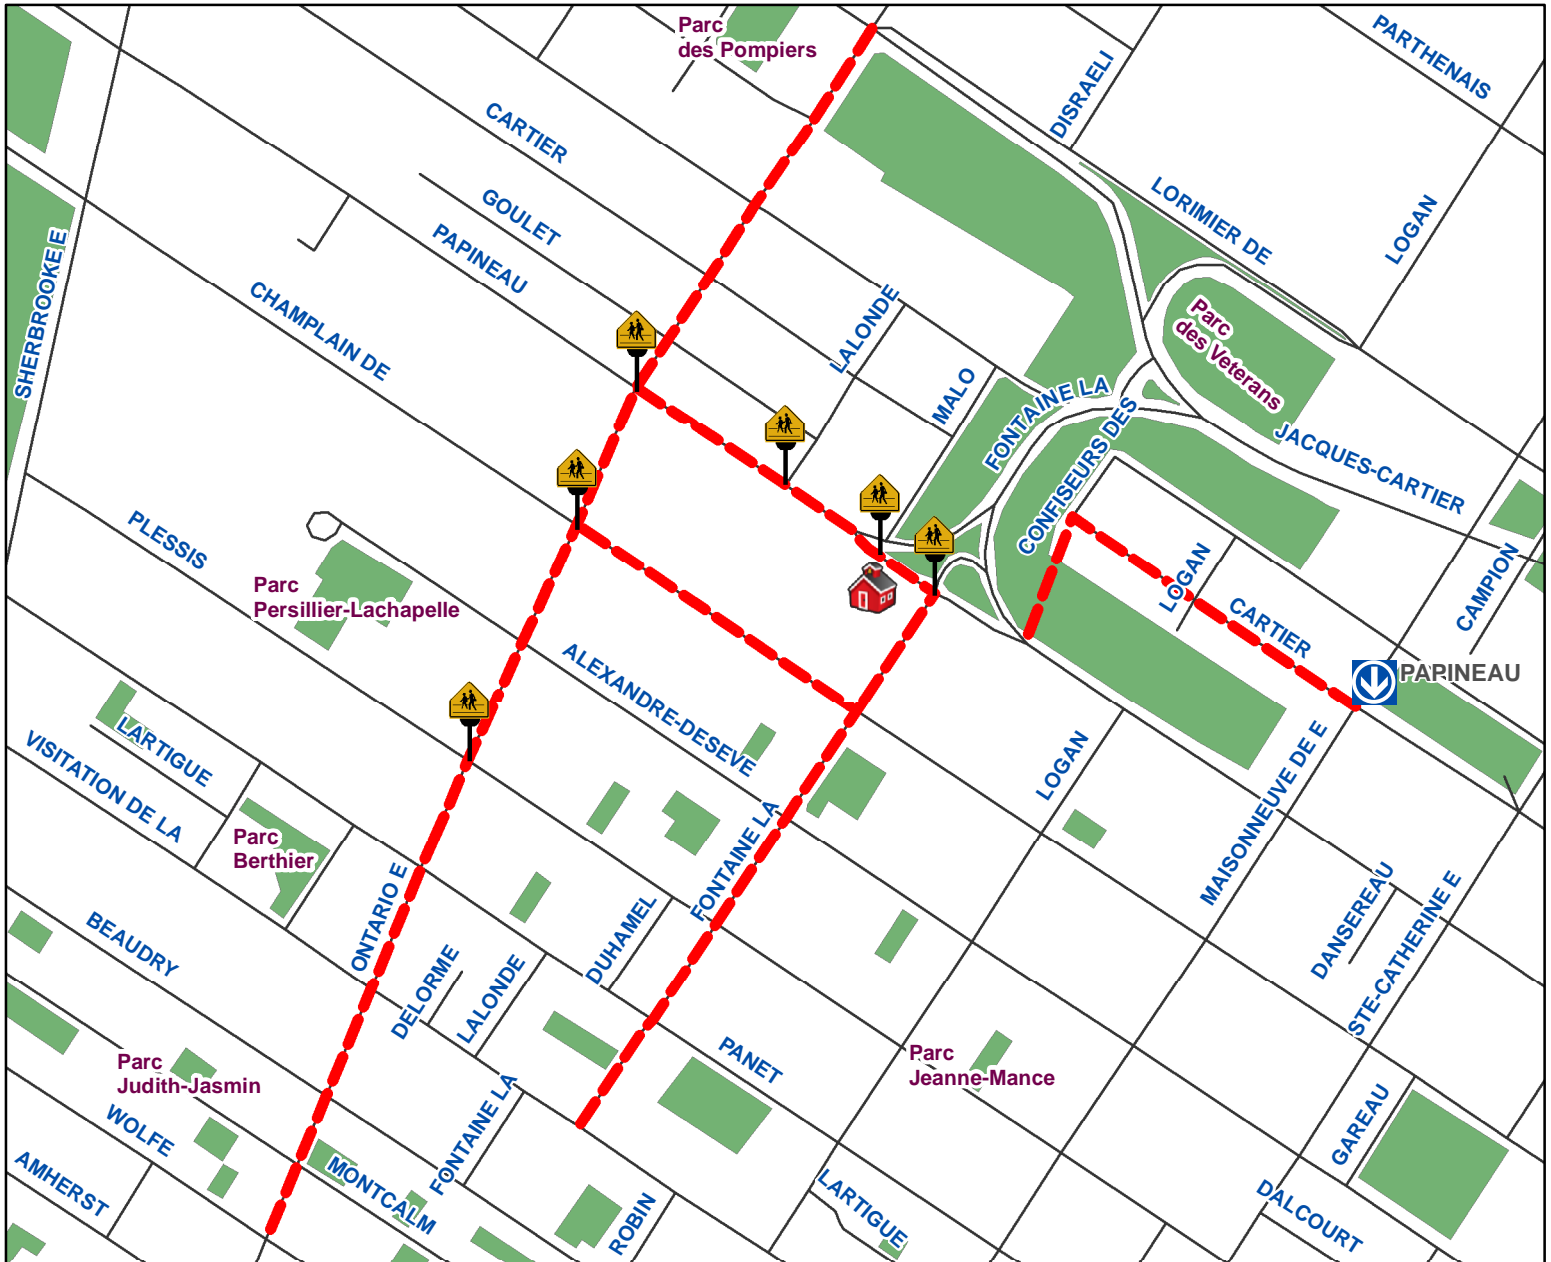 Parc
des Pompiers
PARTHENAIS
DISRAELI
CARTIER
LORIMIER DE
LOGAN
GOULET
PAPINEAU
SHERBROOKE E
CHAMPLAIN DE
LALONDE
MALO
Parc
des Veterans
FONTAINE LA
CONFISEURS DES
JACQUES-CARTIER
PLESSIS
LOGAN
CAMPION
Parc
Persillier-Lachapelle
CARTIER
ALEXANDRE-DESEVE
PAPINEAU
LARTIGUE
VISITATION DE LA
LOGAN
MAISONNEUVE DE E
Parc
Berthier
FONTAINE LA
ONTARIO E
DUHAMEL
DANSEREAU
STE-CATHERINE E
BEAUDRY
DELORME
LALONDE
Parc
Judith-Jasmin
PANET
Parc
Jeanne-Mance
WOLFE
FONTAINE LA
GAREAU
AMHERST
MONTCALM
ROBIN
LARTIGUE
DALCOURT